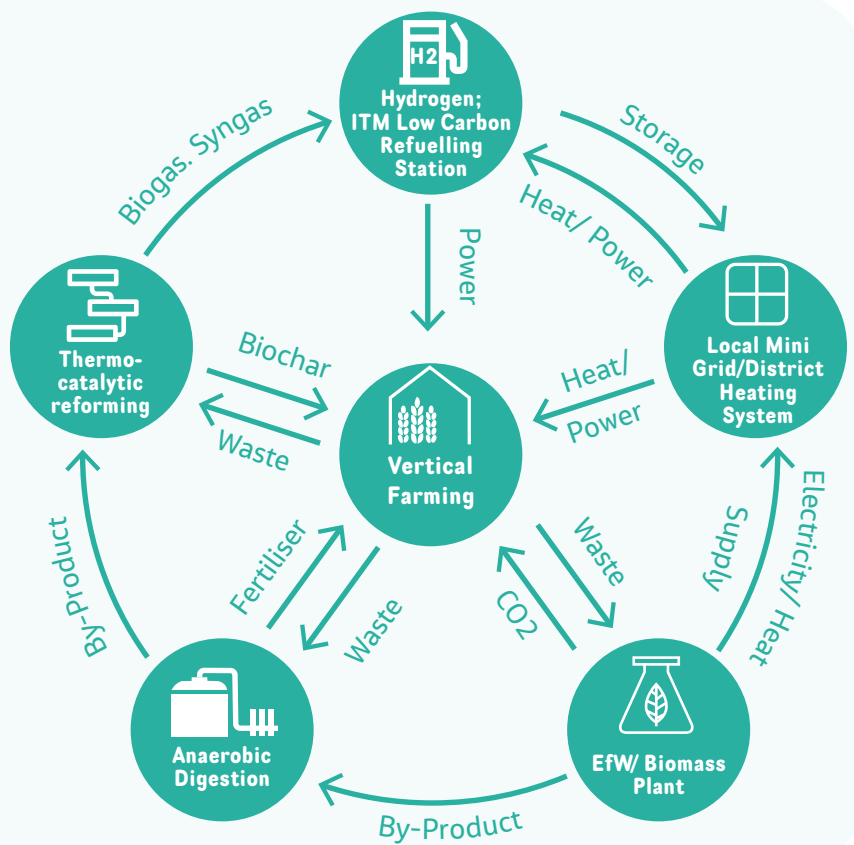 H2
Hydrogen;
ITM Low Carbon
Refuelling
Station
Biogas. Syngas
Storage
Heat/ Power
Power
Thermo-
catalytic
reforming
Biochar
Waste
Local Mini
Grid/District
Heating
System
Heat/
Power
Vertical
Farming
By-Product
Fertiliser
Waste
Waste
CO2
Supply
Electricity/ Heat
Anaerobic
Digestion
EfW/ Biomass
Plant
By-Product